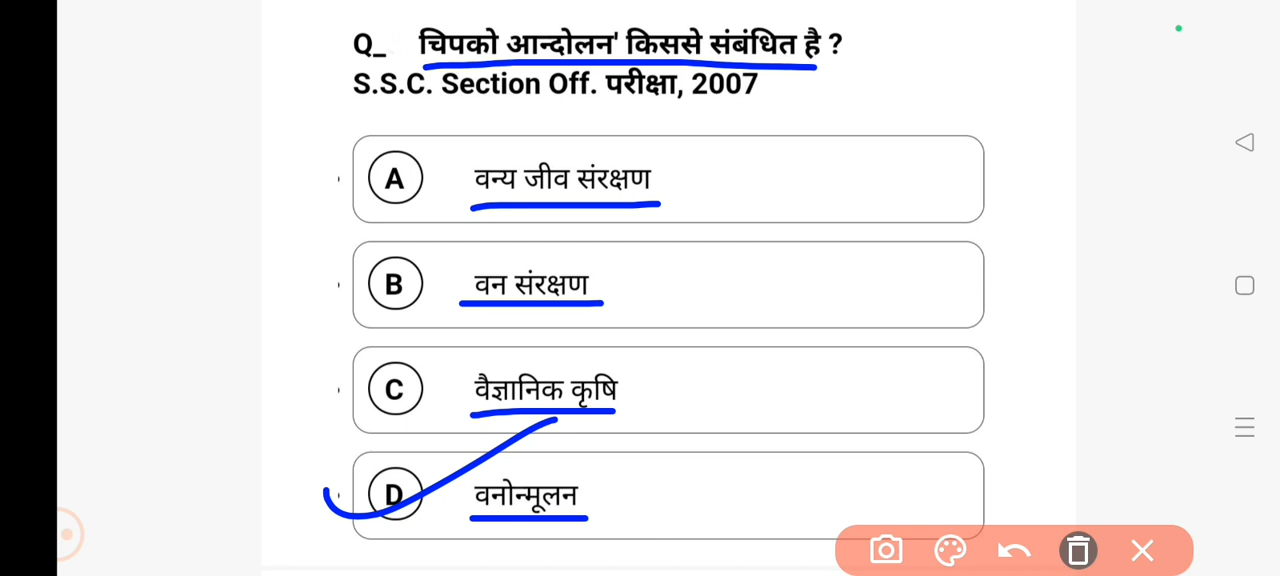 Q_ चिपको आन्दोलन' किससे संबंधित है ?
S.S.C. Section Off. परीक्षा, 2007
A वन्य जीव संरक्षण
B वन संरक्षण
C वैज्ञानिक कृषि
D वनोन्मूलन